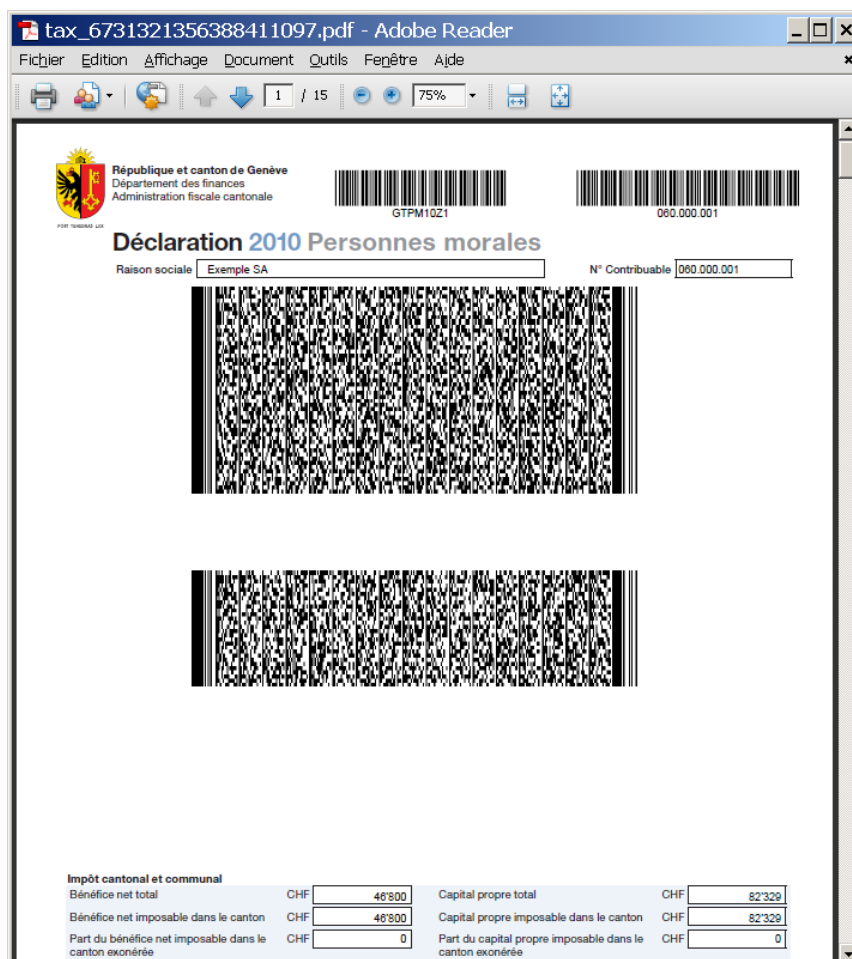 tax_6731321356388411097.pdf - Adobe Reader
Fichier Edition Affichage Document Outils Fenêtre Aide
1 / 15 75%
République et canton de Genève
Département des finances
Administration fiscale cantonale
GTPM10Z1
060.000.001
POST TENEBRAS LUX
Déclaration 2010 Personnes morales
Raison sociale Exemple SA N° Contribuable 060.000.001
Impôt cantonal et communal
Bénéfice net total CHF 46'800 Capital propre total CHF 82'329
Bénéfice net imposable dans le canton CHF 46'800 Capital propre imposable dans le canton CHF 82'329
Part du bénéfice net imposable dans le canton exonérée CHF 0 Part du capital propre imposable dans le canton exonérée CHF 0